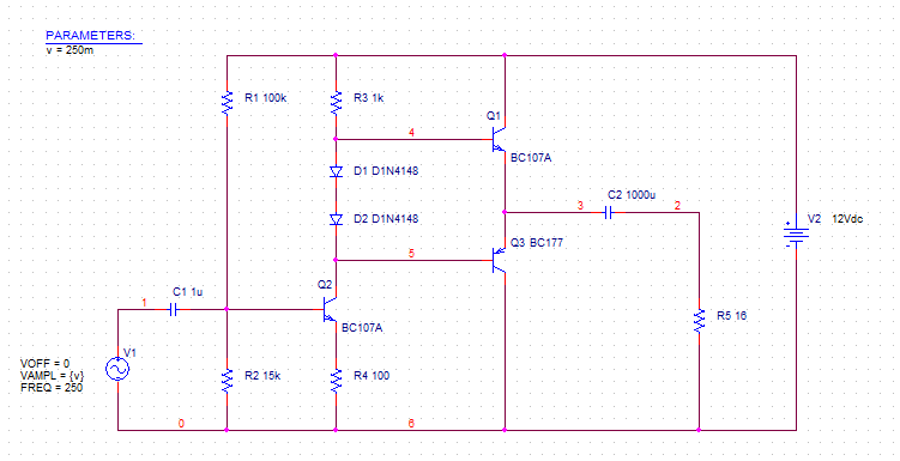 PARAMETERS:
v = 250m
R1 100k
R3 1k
Q1
4
BC107A
D1 D1N4148
C2 1000u
3
2
D2 D1N4148
V2 12Vdc
Q3 BC177
5
Q2
C1 1u
1
R5 16
BC107A
V1
VOFF = 0
VAMPL = {v}
FREQ = 250
R2 15k
R4 100
0
6